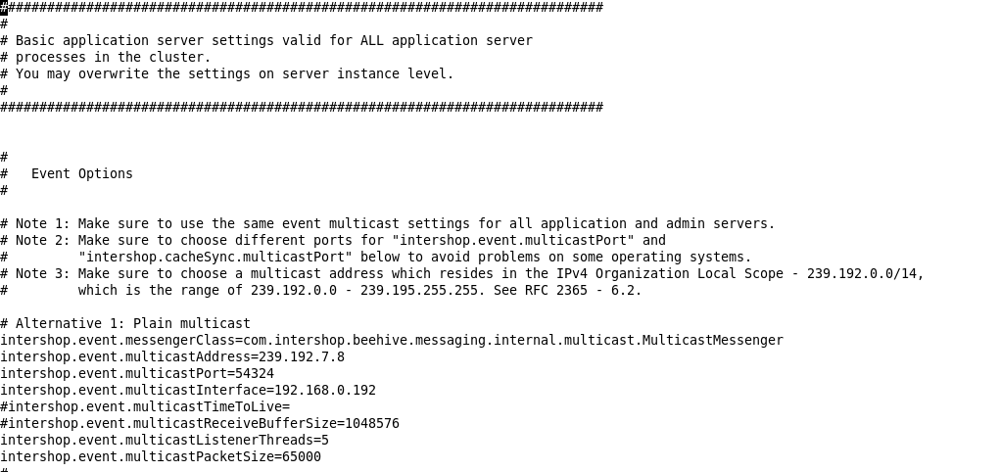 #############################################################################
#
# Basic application server settings valid for ALL application server
# processes in the cluster.
# You may overwrite the settings on server instance level.
#
#############################################################################
#
#   Event Options
#
# Note 1: Make sure to use the same event multicast settings for all application and admin servers.
# Note 2: Make sure to choose different ports for "intershop.event.multicastPort" and
#         "intershop.cacheSync.multicastPort" below to avoid problems on some operating systems.
# Note 3: Make sure to choose a multicast address which resides in the IPv4 Organization Local Scope - 239.192.0.0/14,
#         which is the range of 239.192.0.0 - 239.195.255.255. See RFC 2365 - 6.2.
# Alternative 1: Plain multicast
intershop.event.messengerClass=com.intershop.beehive.messaging.internal.multicast.MulticastMessenger
intershop.event.multicastAddress=239.192.7.8
intershop.event.multicastPort=54324
intershop.event.multicastInterface=192.168.0.192
#intershop.event.multicastTimeToLive=
#intershop.event.multicastReceiveBufferSize=1048576
intershop.event.multicastListenerThreads=5
intershop.event.multicastPacketSize=65000
#